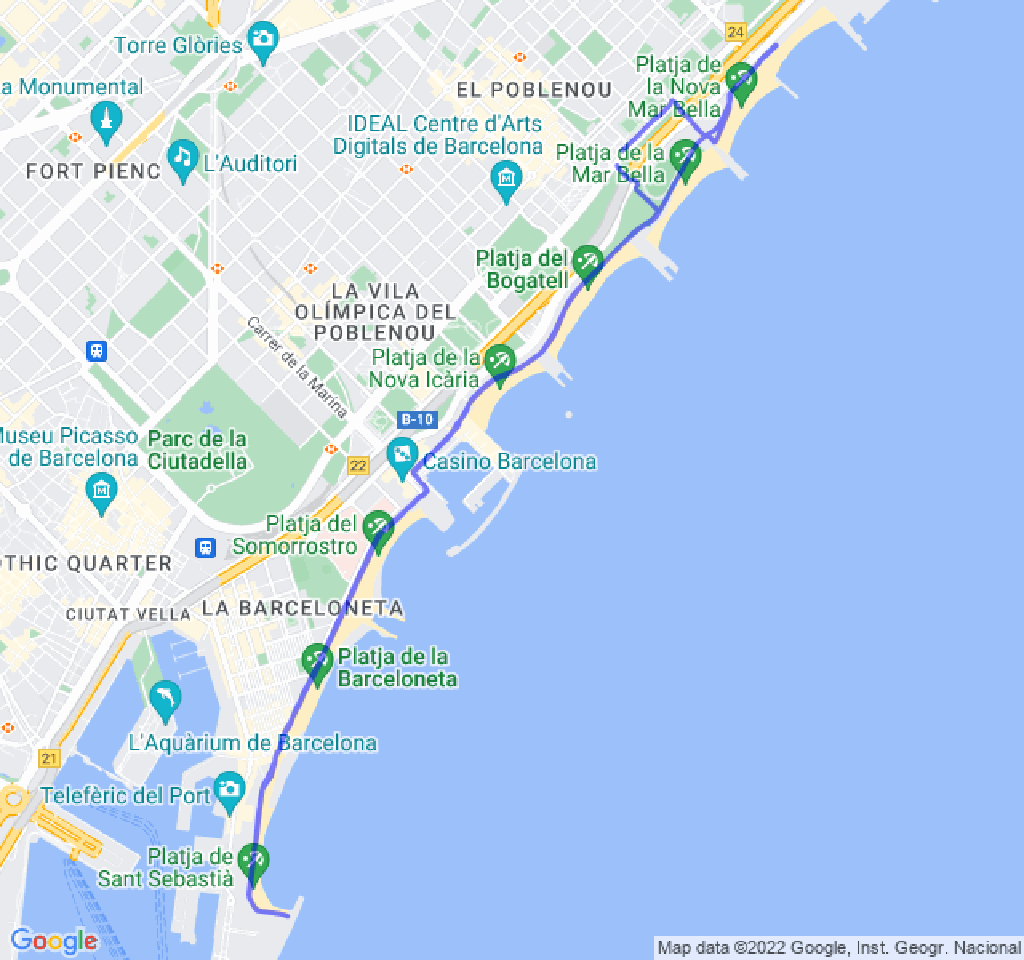 24
Torre Glòries
Platja de
la Nova
Mar Bella
a Monumental
EL POBLENOU
IDEAL Centre d'Arts
Digitals de Barcelona
Platja de la
Mar Bella
L'Auditori
FORT PIENC
Platja del
Bogatell
LA VILA
OLÍMPICA DEL
POBLENOU
Carrer de la Marina
Platja de la
Nova Icària
B-10
Museu Picasso
de Barcelona
Parc de la
Ciutadella
22
Casino Barcelona
Platja del
Somorrostro
THIC QUARTER
CIUTAT VELLA
LA BARCELONETA
Platja de la
Barceloneta
L'Aquàrium de Barcelona
21
Telefèric del Port
Platja de
Sant Sebastià
Google
Map data ©2022 Google, Inst. Geogr. Nacional